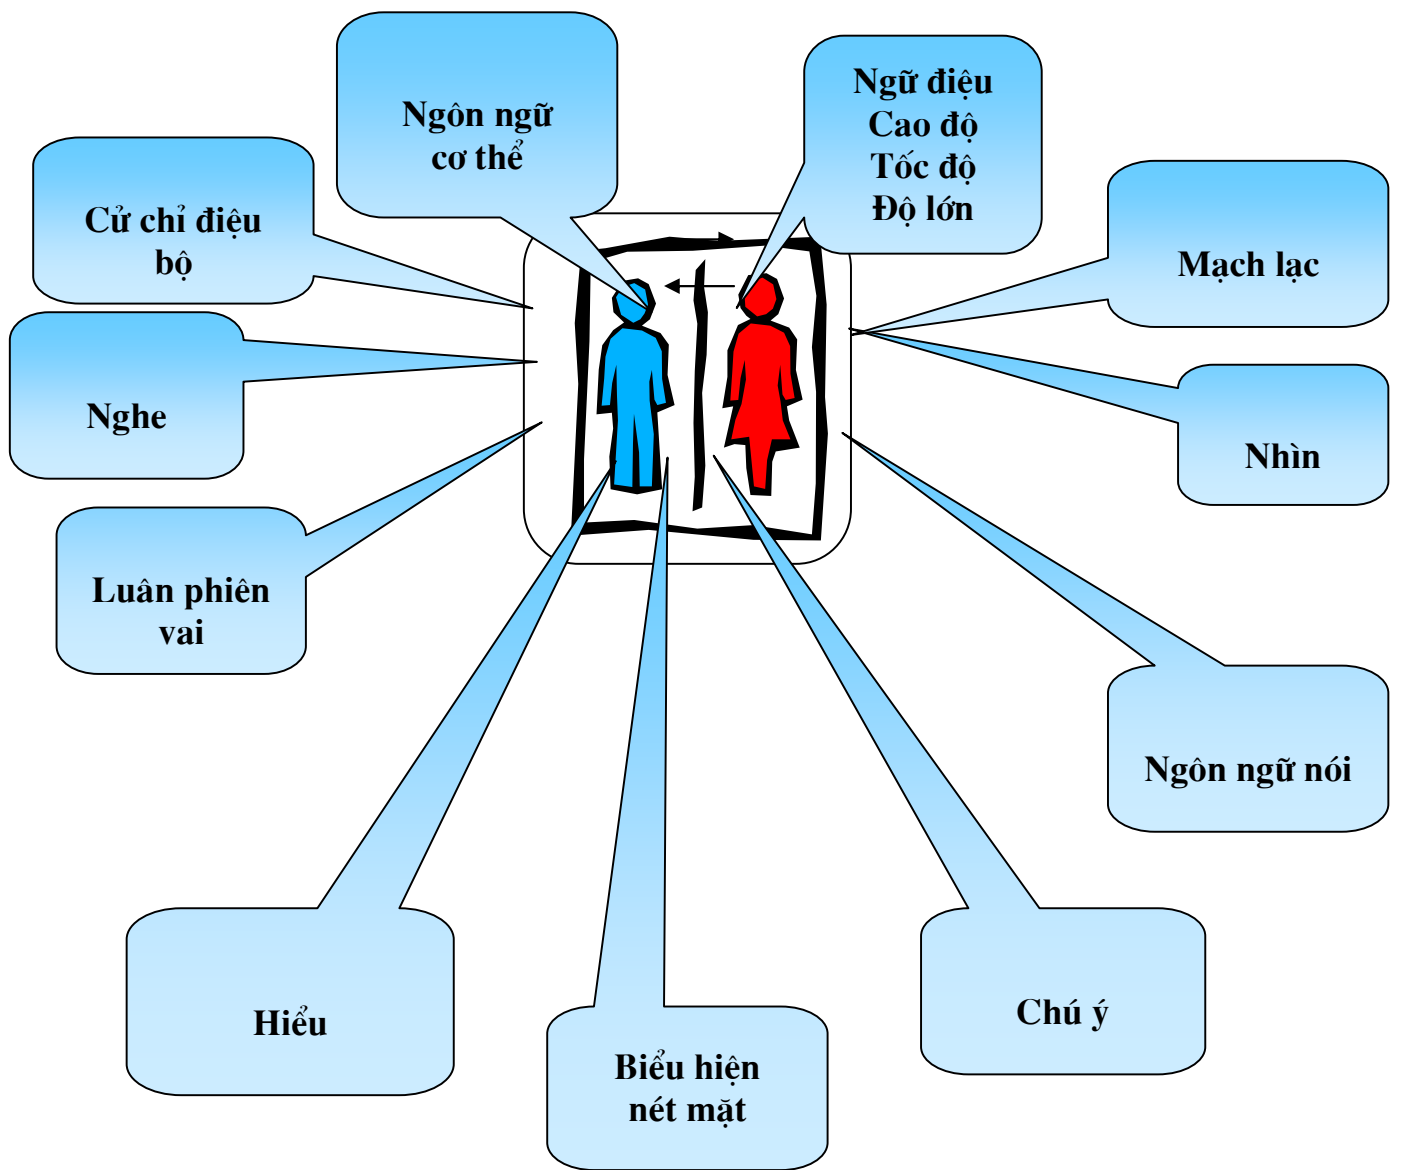 Ngôn ngữ
cơ thể
Ngữ điệu
Cao độ
Tốc độ
Độ lớn
Cử chỉ điệu
bộ
Mạch lạc
Nghe
Nhìn
Luân phiên
vai
Ngôn ngữ nói
Hiểu
Biểu hiện
nét mặt
Chú ý